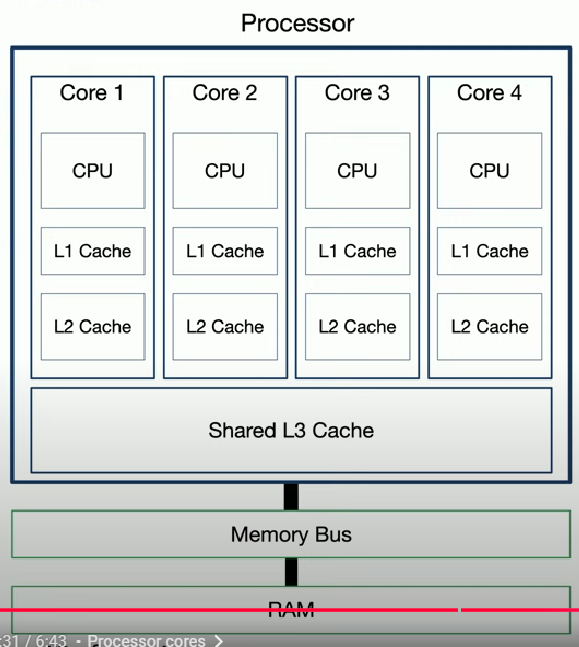 Processor
Core 1 Core 2 Core 3 Core 4
CPU CPU CPU CPU
L1 Cache L1 Cache L1 Cache L1 Cache
L2 Cache L2 Cache L2 Cache L2 Cache
Shared L3 Cache
Memory Bus
RAM
:31 / 6:43 • Processor cores >